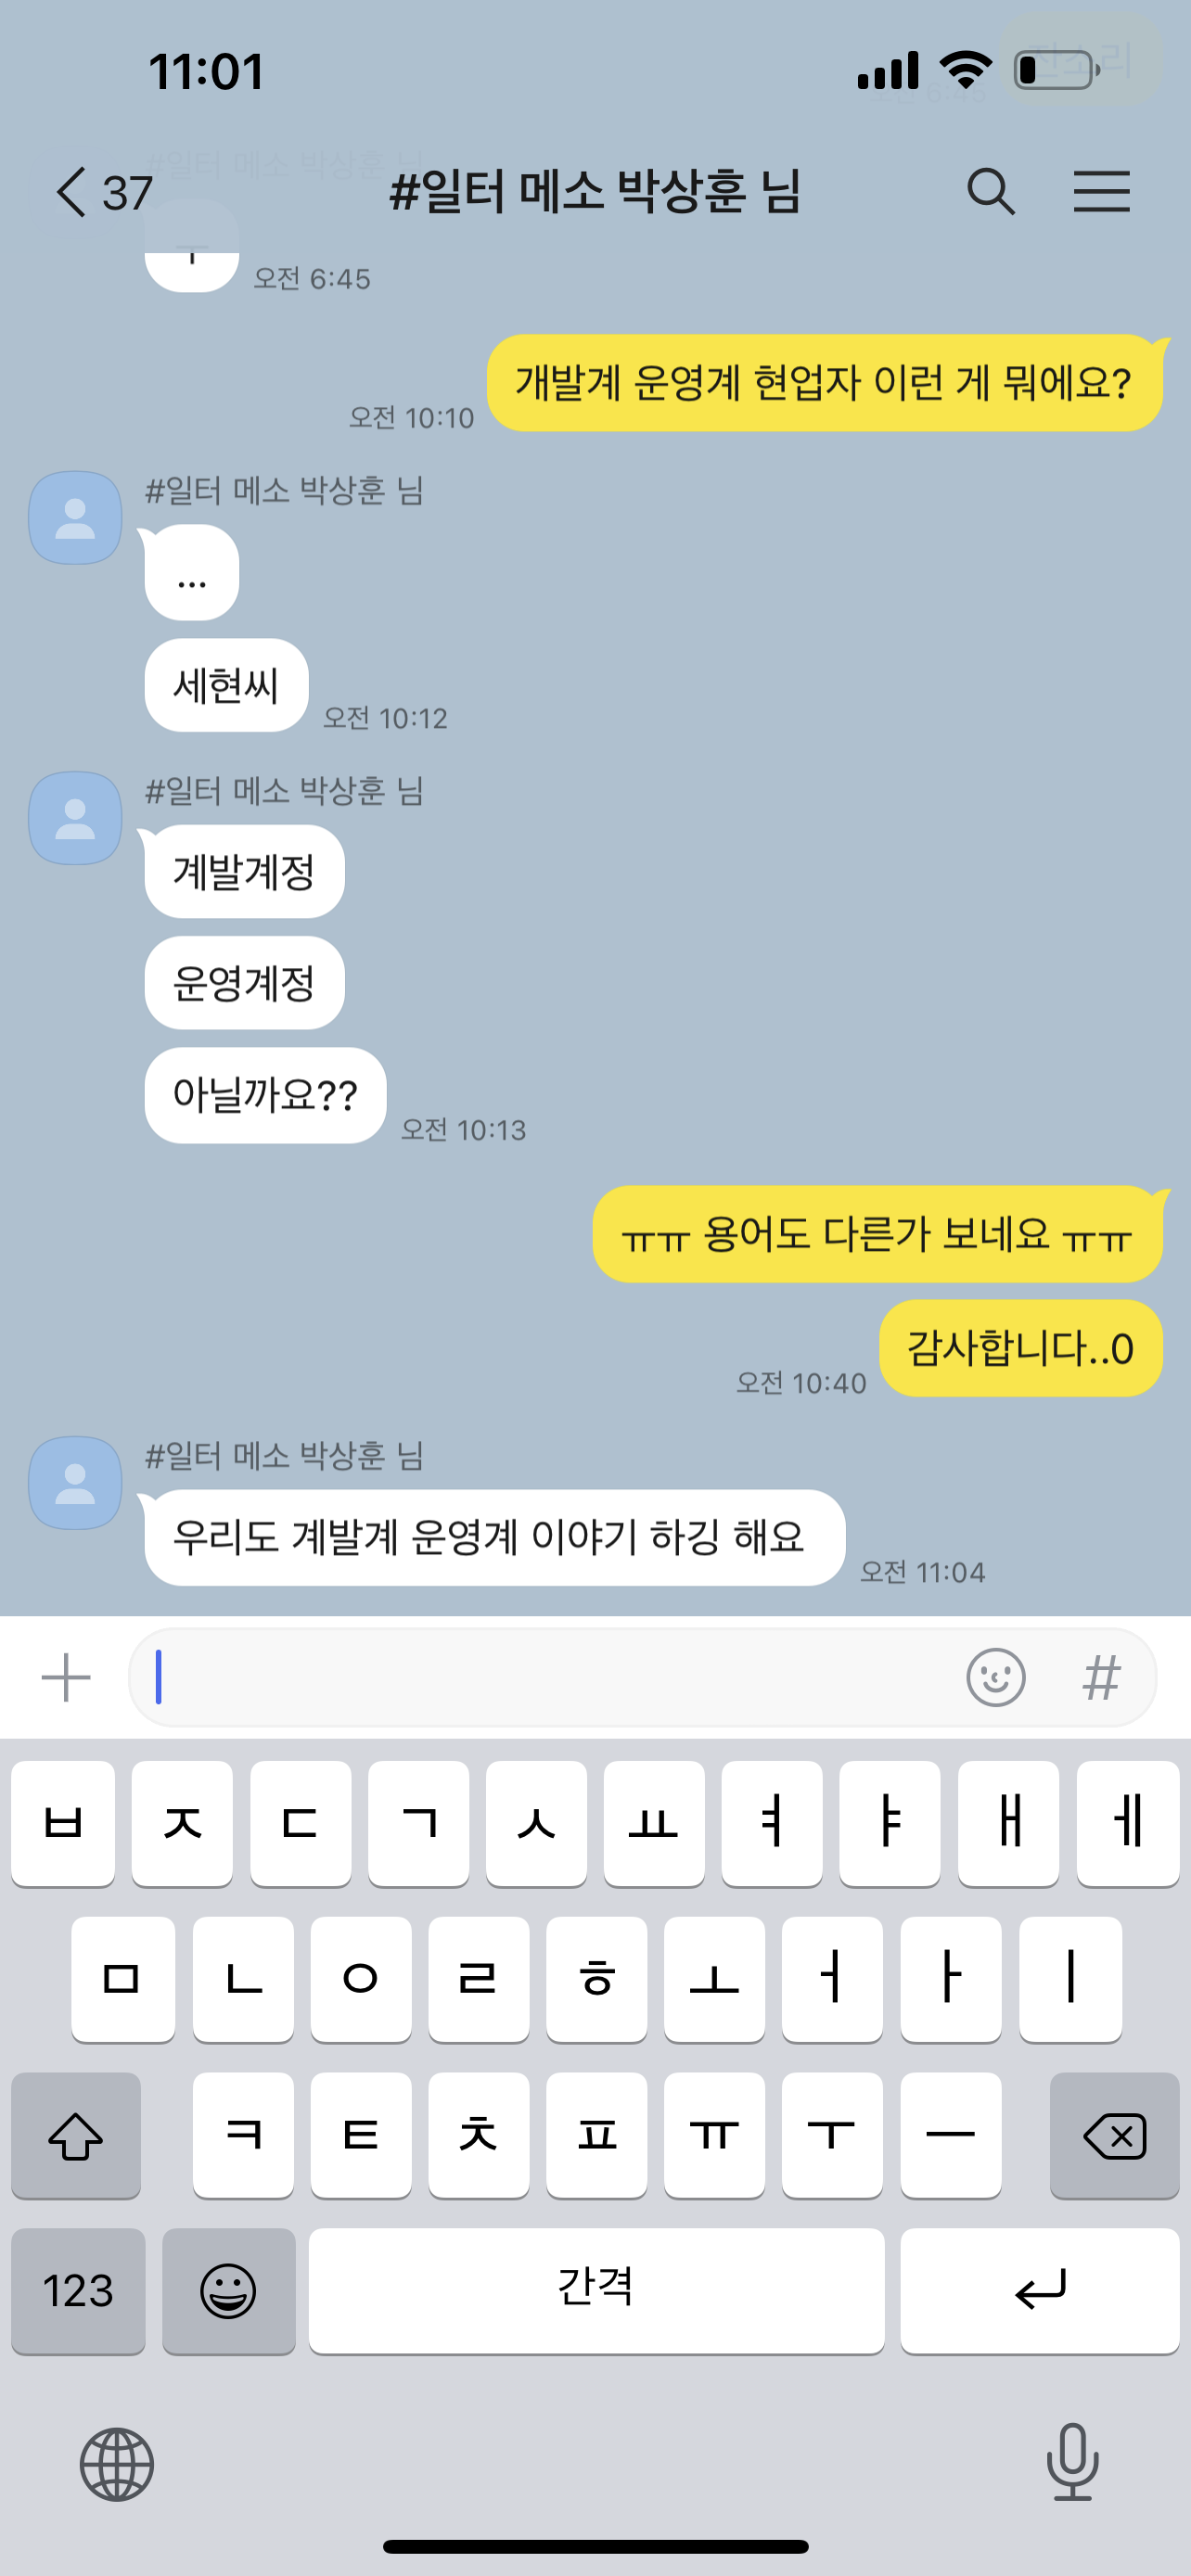 11:01
37
#일터 메소 박상훈 님
ㅜ
오전 6:45
개발계 운영계 현업자 이런 게 뭐에요?
오전 10:10
#일터 메소 박상훈 님
...
세현씨
오전 10:12
#일터 메소 박상훈 님
계발계정
운영계정
아닐까요??
오전 10:13
ㅠㅠ 용어도 다른가 보네요 ㅠㅠ
감사합니다..0
오전 10:40
#일터 메소 박상훈 님
우리도 계발계 운영계 이야기 하깅 해요
오전 11:04
#
ㅂ ㅈ ㄷ ㄱ ㅅ ㅛ ㅕ ㅑ ㅐ ㅔ
ㅁ ㄴ ㅇ ㄹ ㅎ ㅗ ㅓ ㅏ ㅣ
ㅋ ㅌ ㅊ ㅍ ㅠ ㅜ ㅡ
123 간격